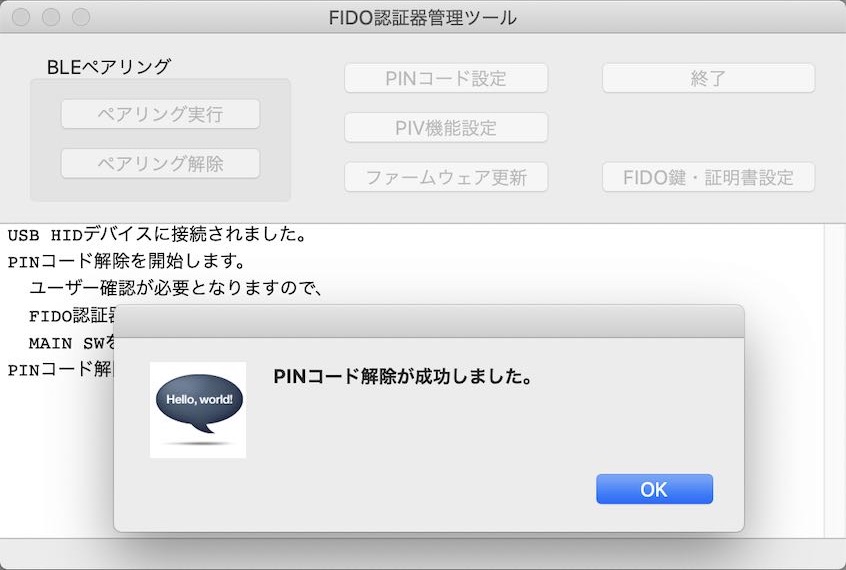 FIDO認証器管理ツール
BLEペアリング
ペアリング実行
ペアリング解除
PINコード設定
PIV機能設定
ファームウェア更新
終了
FIDO鍵・証明書設定
USB HIDデバイスに接続されました。
PINコード解除を開始します。
ユーザー確認が必要となりますので、
FIDO認証
MAIN SW
PINコード解
Hello, world!
PINコード解除が成功しました。
OK